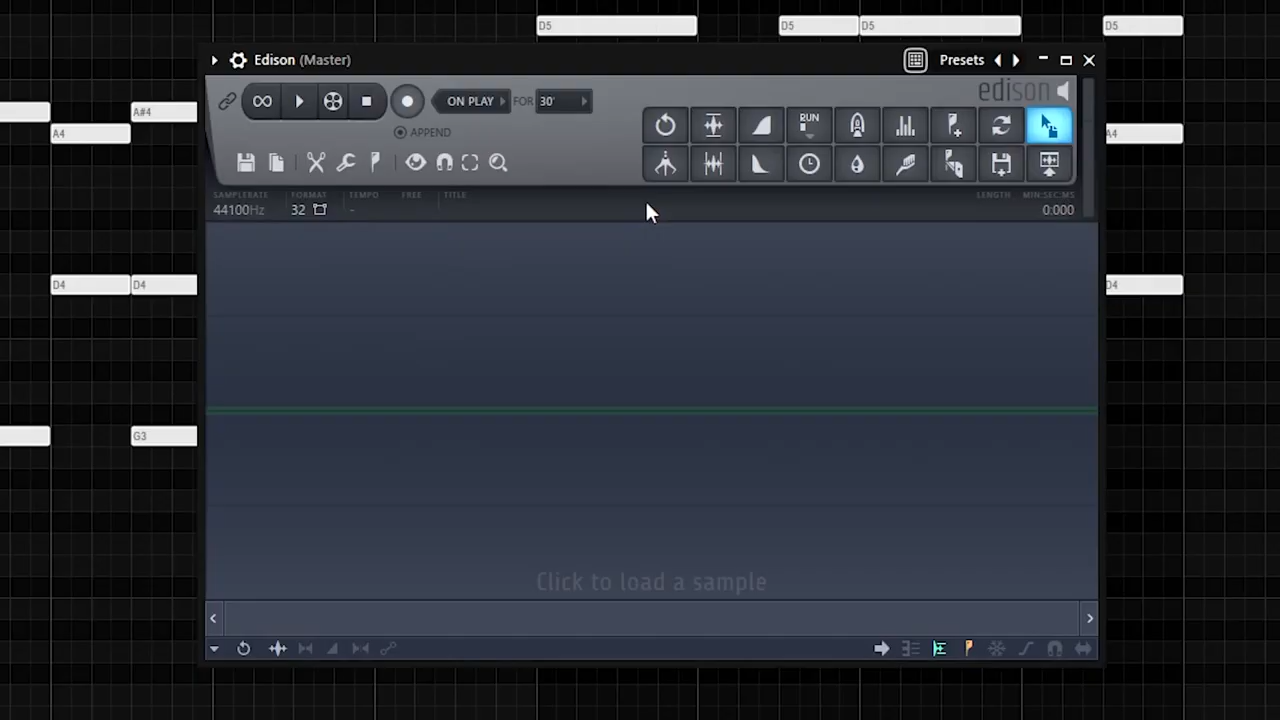 D5
D5
D5
D5
Edison (Master)
Presets
edison
ON PLAY
FOR
30'
APPEND
RUN
A#4
A4
A4
SAMPLERATE
FORMAT
TEMPO
FREE
TITLE
LENGTH
MIN:SEC:MS
44100Hz
32
-
0:000
D4
D4
D4
G3
Click to load a sample